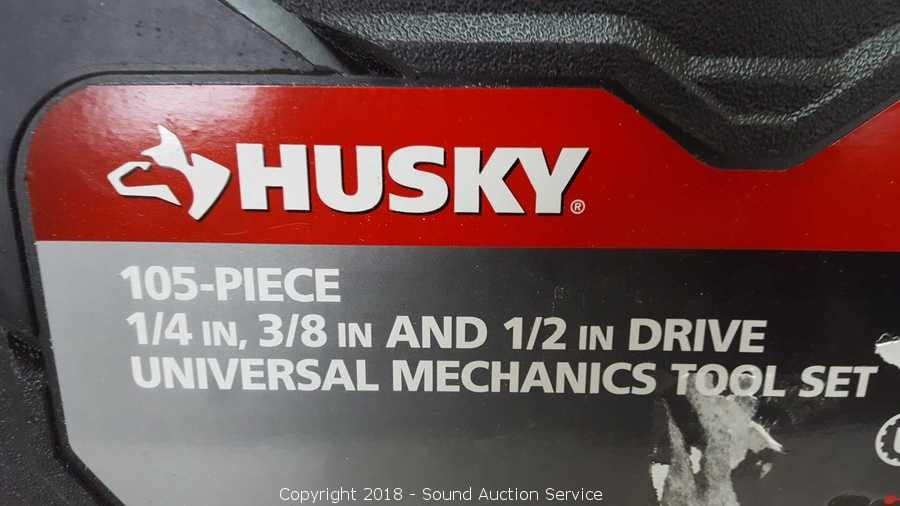 HUSKY®
105-PIECE
1/4 IN, 3/8 IN AND 1/2 IN DRIVE
UNIVERSAL MECHANICS TOOL SET
Copyright 2018 - Sound Auction Service